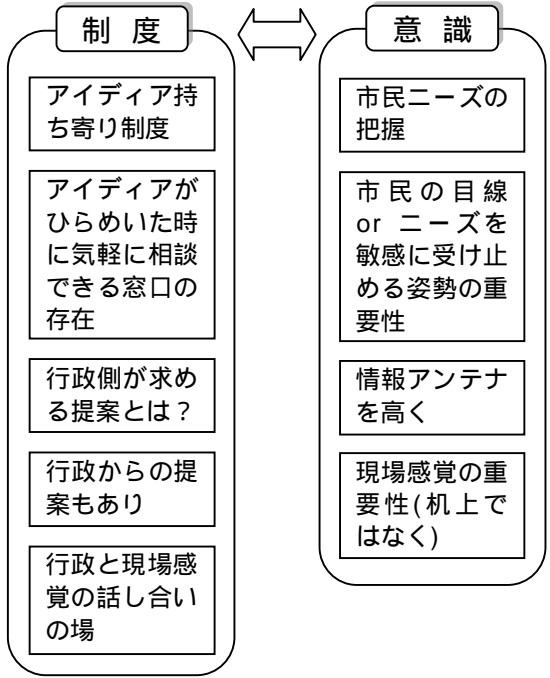 制 度
アイディア持
ち寄り制度
アイディアが
ひらめいた時
に気軽に相談
できる窓口の
存在
行政側が求め
る提案とは？
行政からの提
案もあり
行政と現場感
覚の話し合い
の場
意 識
市民ニーズの
把握
市民の目線
or ニーズを
敏感に受け止
める姿勢の重
要性
情報アンテナ
を高く
現場感覚の重
要性(机上で
はなく)